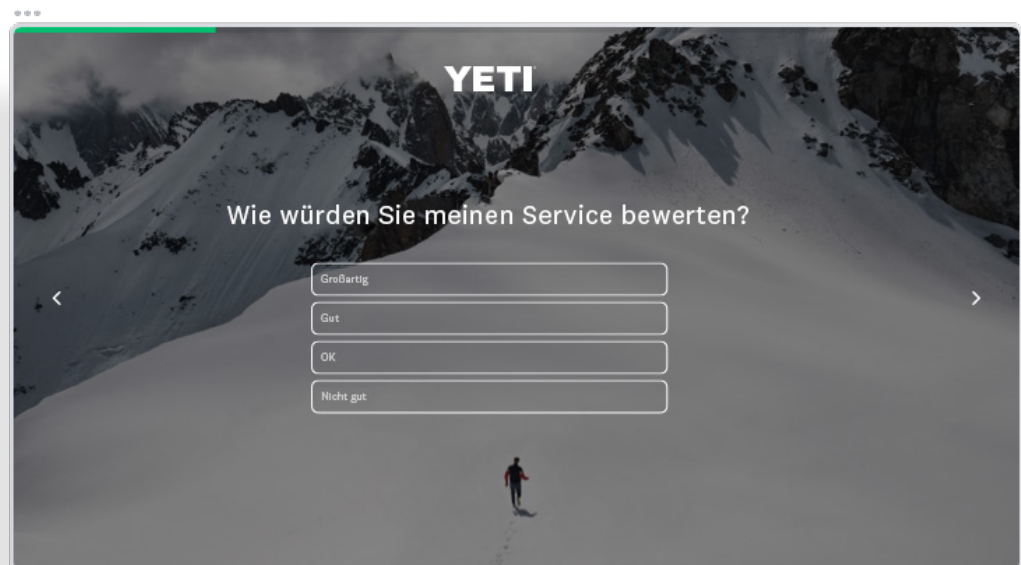 YETI
Wie würden Sie meinen Service bewerten?
Großartig
Gut
OK
Nicht gut